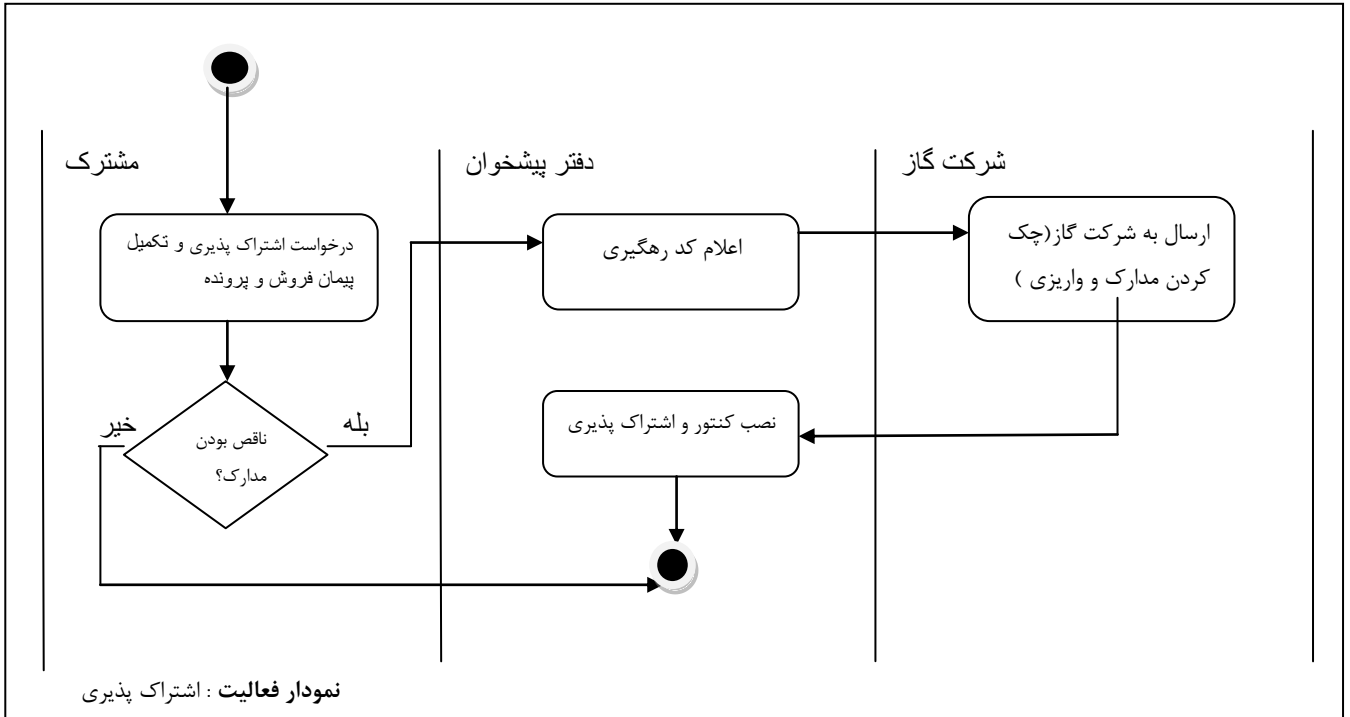 مشترک
دفتر پیشخوان
شرکت گاز
درخواست اشتراک پذیری و تکمیل
پیمان فروش و پرونده
اعلام کد رهگیری
ارسال به شرکت گاز(چک
کردن مدارک و واریزی )
خیر
بله
ناقص بودن
مدارک؟
نصب کنتور و اشتراک پذیری
نمودار فعالیت : اشتراک پذیری